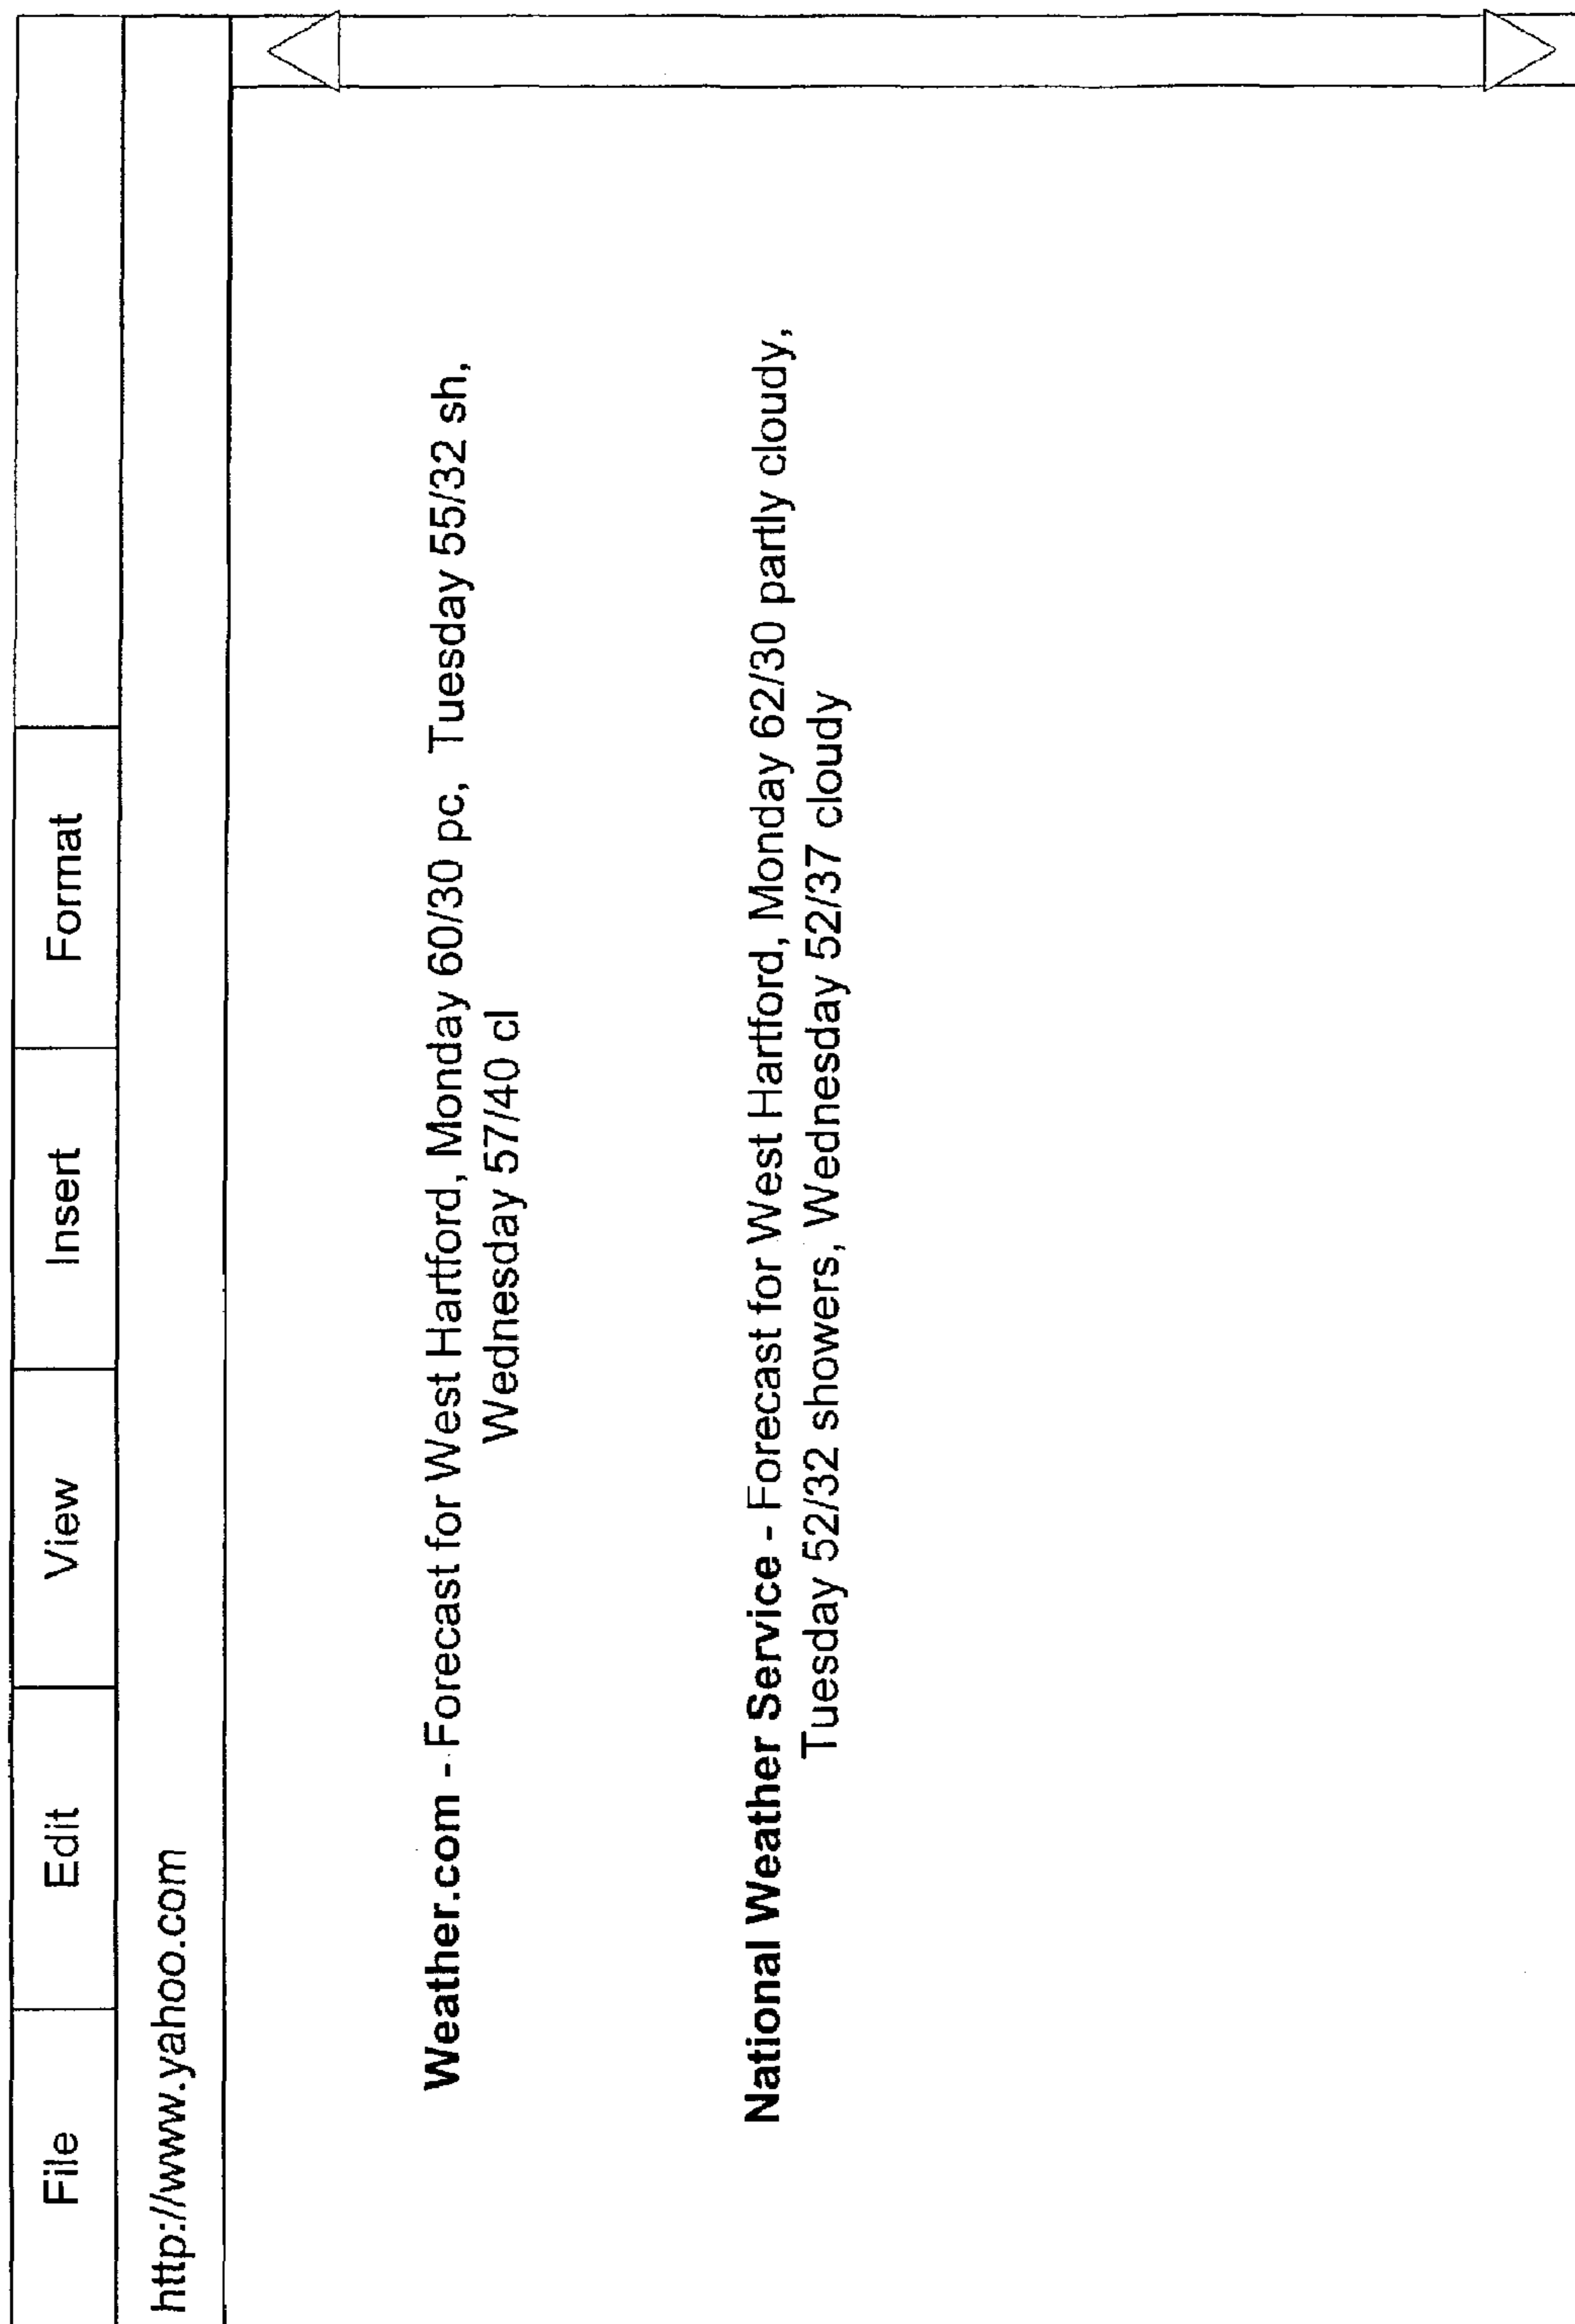 File Edit View Insert Format
http://www.yahoo.com
Weather.com - Forecast for West Hartford, Monday 60/30 pc, Tuesday 55/32 sh,
Wednesday 57/40 cl
National Weather Service - Forecast for West Hartford, Monday 62/30 partly cloudy,
Tuesday 52/32 showers, Wednesday 52/37 cloudy